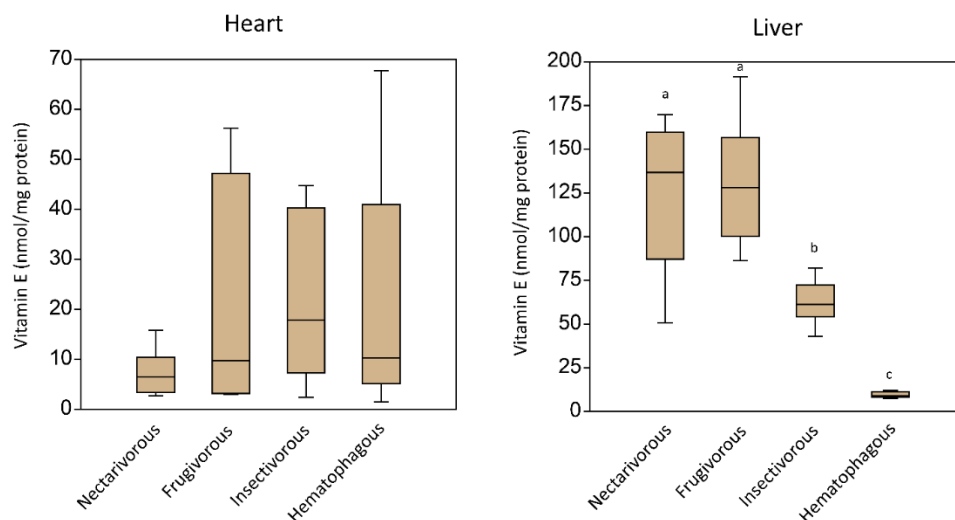 Heart
Vitamin E (nmol/mg protein)
70
60
50
40
30
20
10
0
Nectarivorous
Frugivorous
Insectivorous
Hematophagous
Liver
Vitamin E (nmol/mg protein)
200
175
150
125
100
75
50
25
0
a
a
b
c
Nectarivorous
Frugivorous
Insectivorous
Hematophagous